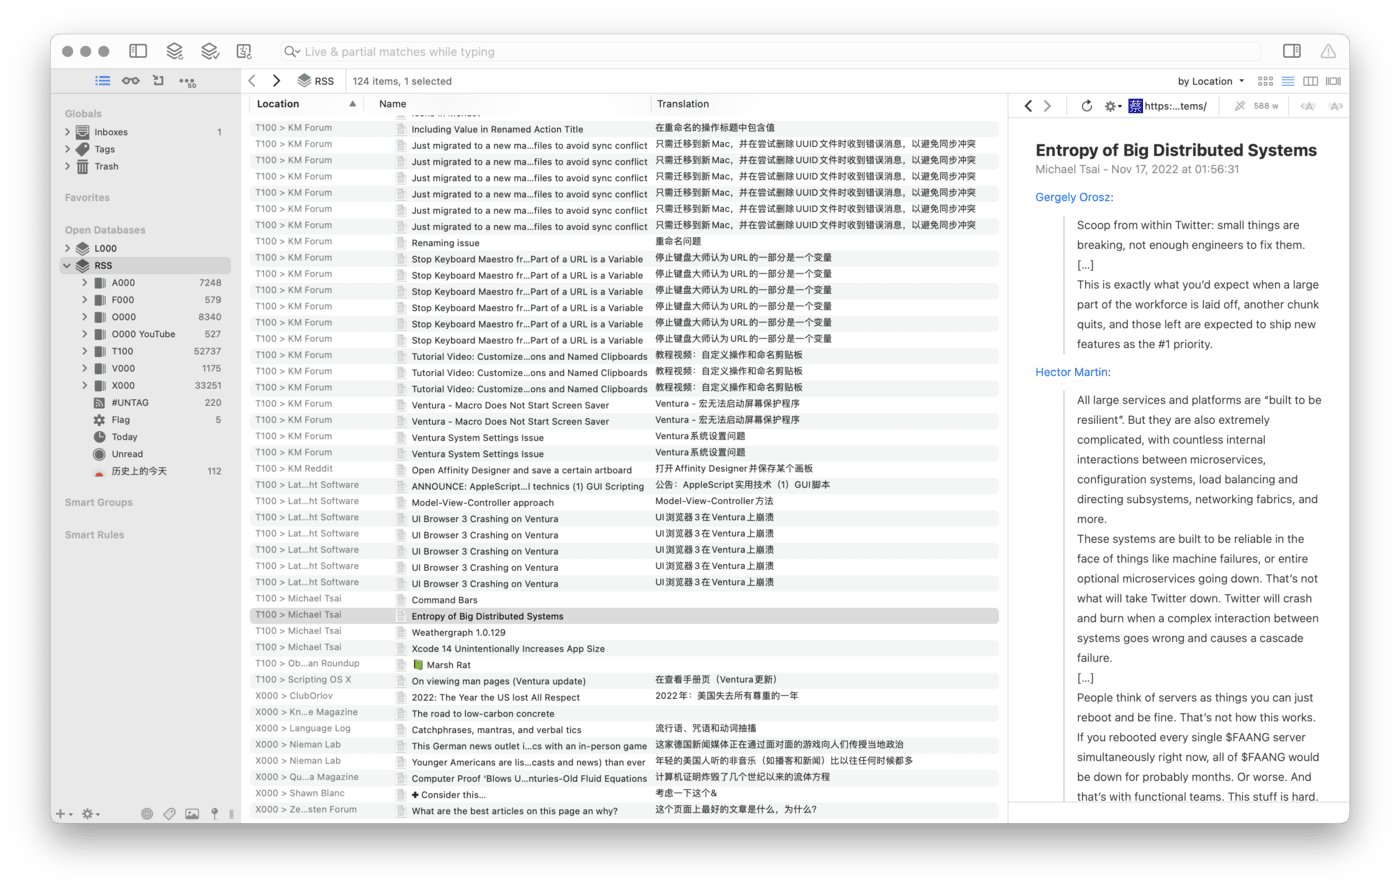 Live & partial matches while typing
50
RSS
124 items, 1 selected
by Location
Globals
Inboxes 1
Tags
Trash
Favorites
Open Databases
L000
RSS
A000 7248
F000 579
O000 8340
O000 YouTube 527
T100 52737
V000 1175
X000 33251
#UNTAG 220
Flag 5
Today
Unread
历史上的今天 112
Smart Groups
Smart Rules
Location Name Translation
T100 > KM Forum Including Value in Renamed Action Title 在重命名的操作标题中包含值
T100 > KM Forum Just migrated to a new ma...files to avoid sync conflict 只需迁移到新 Mac，并在尝试删除 UUID 文件时收到错误消息，以避免同步冲突
T100 > KM Forum Just migrated to a new ma...files to avoid sync conflict 只需迁移到新 Mac，并在尝试删除 UUID 文件时收到错误消息，以避免同步冲突
T100 > KM Forum Just migrated to a new ma...files to avoid sync conflict 只需迁移到新 Mac，并在尝试删除 UUID 文件时收到错误消息，以避免同步冲突
T100 > KM Forum Just migrated to a new ma...files to avoid sync conflict 只需迁移到新 Mac，并在尝试删除 UUID 文件时收到错误消息，以避免同步冲突
T100 > KM Forum Just migrated to a new ma...files to avoid sync conflict 只需迁移到新 Mac，并在尝试删除 UUID 文件时收到错误消息，以避免同步冲突
T100 > KM Forum Just migrated to a new ma...files to avoid sync conflict 只需迁移到新 Mac，并在尝试删除 UUID 文件时收到错误消息，以避免同步冲突
T100 > KM Forum Renaming issue 重命名问题
T100 > KM Forum Stop Keyboard Maestro fr...Part of a URL is a Variable 停止键盘大师认为 URL 的一部分是一个变量
T100 > KM Forum Stop Keyboard Maestro fr...Part of a URL is a Variable 停止键盘大师认为 URL 的一部分是一个变量
T100 > KM Forum Stop Keyboard Maestro fr...Part of a URL is a Variable 停止键盘大师认为 URL 的一部分是一个变量
T100 > KM Forum Stop Keyboard Maestro fr...Part of a URL is a Variable 停止键盘大师认为 URL 的一部分是一个变量
T100 > KM Forum Stop Keyboard Maestro fr...Part of a URL is a Variable 停止键盘大师认为 URL 的一部分是一个变量
T100 > KM Forum Stop Keyboard Maestro fr...Part of a URL is a Variable 停止键盘大师认为 URL 的一部分是一个变量
T100 > KM Forum Tutorial Video: Customize...ons and Named Clipboards 教程视频：自定义操作和命名剪贴板
T100 > KM Forum Tutorial Video: Customize...ons and Named Clipboards 教程视频：自定义操作和命名剪贴板
T100 > KM Forum Tutorial Video: Customize...ons and Named Clipboards 教程视频：自定义操作和命名剪贴板
T100 > KM Forum Ventura - Macro Does Not Start Screen Saver Ventura - 宏无法启动屏幕保护程序
T100 > KM Forum Ventura - Macro Does Not Start Screen Saver Ventura - 宏无法启动屏幕保护程序
T100 > KM Forum Ventura System Settings Issue Ventura 系统设置问题
T100 > KM Forum Ventura System Settings Issue Ventura 系统设置问题
T100 > KM Reddit Open Affinity Designer and save a certain artboard 打开 Affinity Designer 并保存某个画板
T100 > Lat...ht Software ANNOUNCE: AppleScript...l technics (1) GUI Scripting 公告：AppleScript 实用技术（1）GUI 脚本
T100 > Lat...ht Software Model-View-Controller approach Model-View-Controller 方法
T100 > Lat...ht Software UI Browser 3 Crashing on Ventura UI 浏览器 3 在 Ventura 上崩溃
T100 > Lat...ht Software UI Browser 3 Crashing on Ventura UI 浏览器 3 在 Ventura 上崩溃
T100 > Lat...ht Software UI Browser 3 Crashing on Ventura UI 浏览器 3 在 Ventura 上崩溃
T100 > Lat...ht Software UI Browser 3 Crashing on Ventura UI 浏览器 3 在 Ventura 上崩溃
T100 > Lat...ht Software UI Browser 3 Crashing on Ventura UI 浏览器 3 在 Ventura 上崩溃
T100 > Michael Tsai Command Bars
T100 > Michael Tsai Entropy of Big Distributed Systems
T100 > Michael Tsai Weathergraph 1.0.129
T100 > Michael Tsai Xcode 14 Unintentionally Increases App Size
T100 > Ob...an Roundup 📗 Marsh Rat
T100 > Scripting OS X On viewing man pages (Ventura update) 在查看手册页（Ventura 更新）
X000 > ClubOrlov 2022: The Year the US lost All Respect 2022 年：美国失去所有尊重的一年
X000 > Kn...e Magazine The road to low-carbon concrete
X000 > Language Log Catchphrases, mantras, and verbal tics 流行语、咒语和动词抽搐
X000 > Nieman Lab This German news outlet i...cs with an in-person game 这家德国新闻媒体正在通过面对面的游戏向人们传授当地政治
X000 > Nieman Lab Younger Americans are lis...casts and news) than ever 年轻的美国人听的非音乐（如播客和新闻）比以往任何时候都多
X000 > Qu...a Magazine Computer Proof ‘Blows U...nturies-Old Fluid Equations 计算机证明炸毁了几个世纪以来的流体方程
X000 > Shawn Blanc ✚ Consider this... 考虑一下这个&
X000 > Ze...sten Forum What are the best articles on this page an why? 这个页面上最好的文章是什么，为什么?
蔡 https:...tems/ 588 w
Entropy of Big Distributed Systems
Michael Tsai - Nov 17, 2022 at 01:56:31
Gergely Orosz:
Scoop from within Twitter: small things are
breaking, not enough engineers to fix them.
[…]
This is exactly what you’d expect when a large
part of the workforce is laid off, another chunk
quits, and those left are expected to ship new
features as the #1 priority.
Hector Martin:
All large services and platforms are “built to be
resilient”. But they are also extremely
complicated, with countless internal
interactions between microservices,
configuration systems, load balancing and
directing subsystems, networking fabrics, and
more.
These systems are built to be reliable in the
face of things like machine failures, or entire
optional microservices going down. That’s not
what will take Twitter down. Twitter will crash
and burn when a complex interaction between
systems goes wrong and causes a cascade
failure.
[…]
People think of servers as things you can just
reboot and be fine. That’s not how this works.
If you rebooted every single $FAANG server
simultaneously right now, all of $FAANG would
be down for probably months. Or worse. And
that’s with functional teams. This stuff is hard.